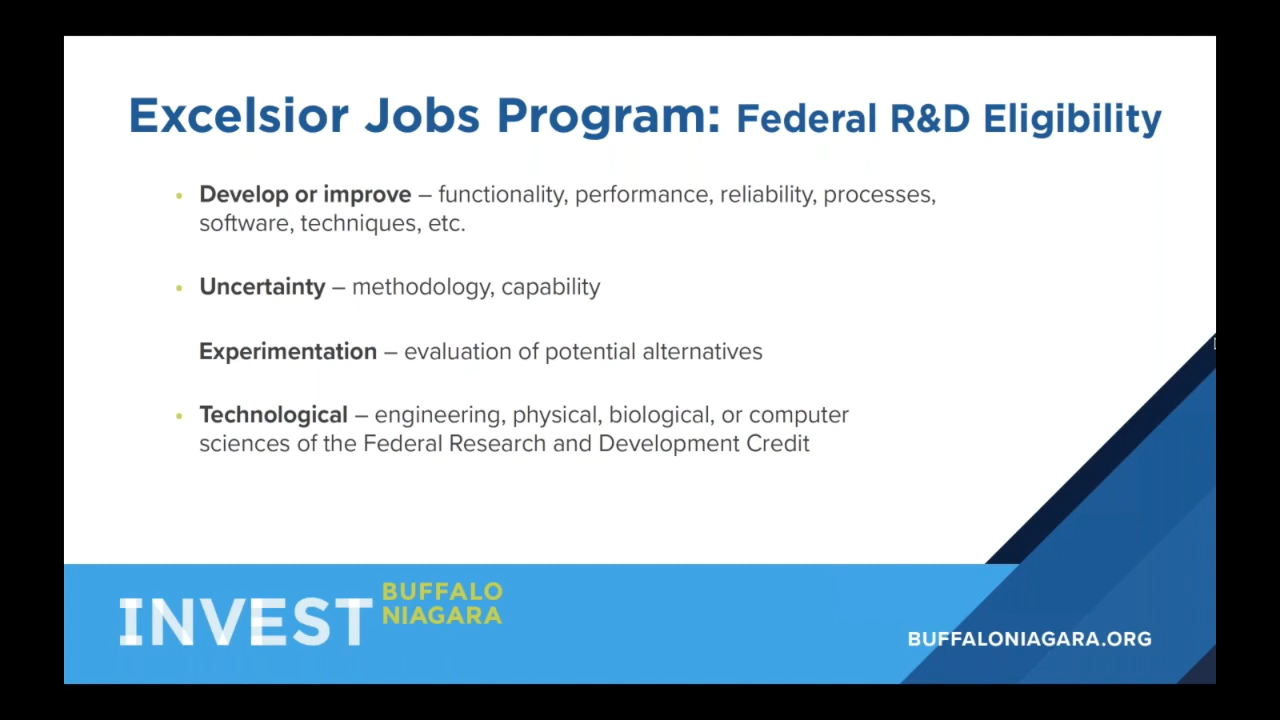 Excelsior Jobs Program: Federal R&D Eligibility
Develop or improve – functionality, performance, reliability, processes,
software, techniques, etc.
Uncertainty – methodology, capability
Experimentation – evaluation of potential alternatives
Technological – engineering, physical, biological, or computer
sciences of the Federal Research and Development Credit
INVEST BUFFALO
NIAGARA
BUFFALONIAGARA.ORG